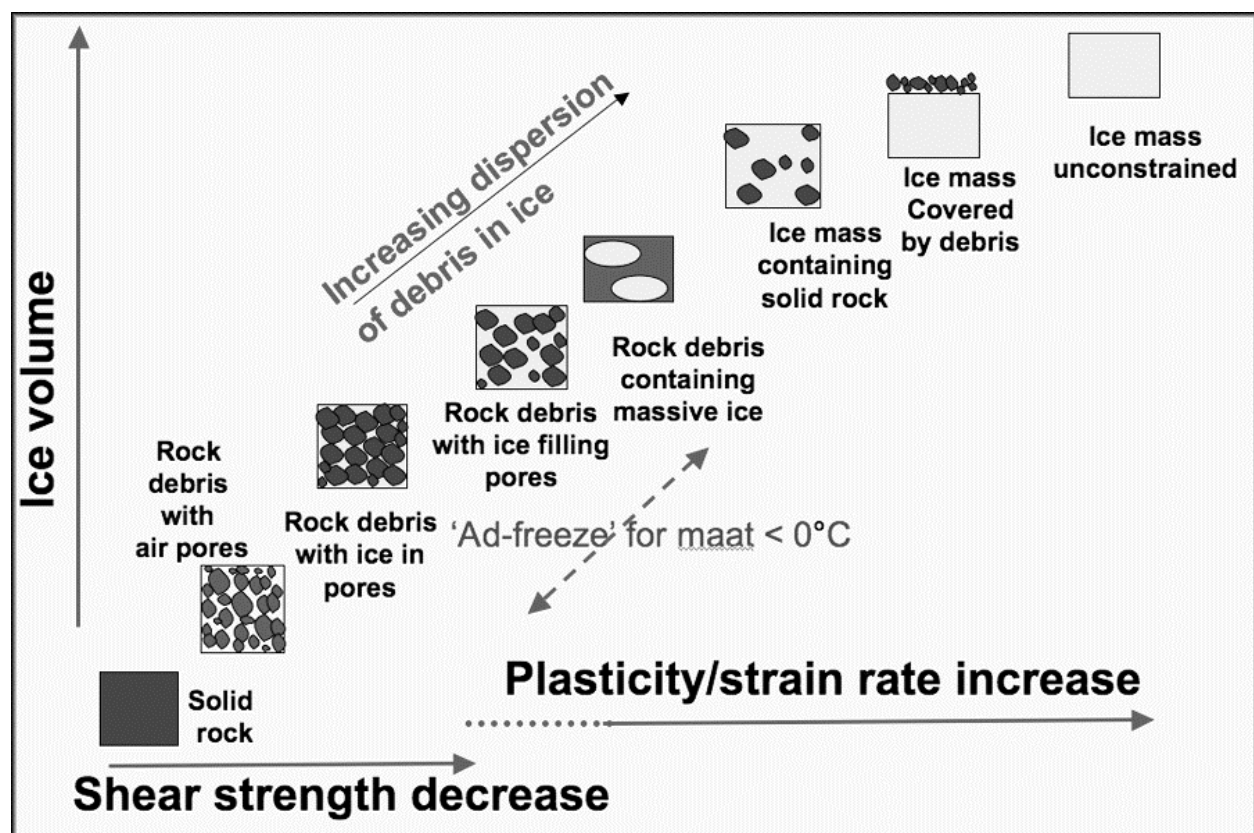 Ice volume
Increasing dispersion
of debris in ice
Ice mass
unconstrained
Ice mass
Covered
by debris
Ice mass
containing
solid rock
Rock debris
containing
massive ice
Rock debris
with ice filling
pores
Rock
debris
with
air pores
Rock debris
with ice in
pores
‘Ad-freeze’ for maat < 0°C
Solid
rock
Plasticity/strain rate increase
Shear strength decrease